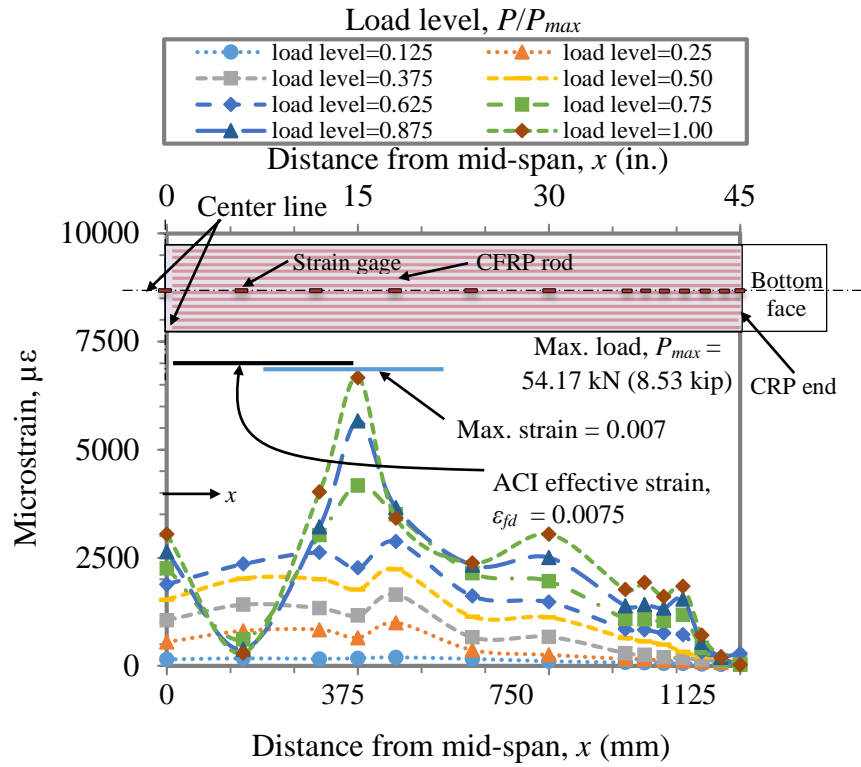 Load level, P/Pmax
load level=0.125
load level=0.25
load level=0.375
load level=0.50
load level=0.625
load level=0.75
load level=0.875
load level=1.00
Distance from mid-span, x (in.)
0 15 30 45
Center line
10000
Strain gage
CFRP rod
Bottom
face
7500
Max. load, Pmax =
54.17 kN (8.53 kip)
CRP end
Max. strain = 0.007
5000
ACI effective strain,
εfd = 0.0075
x
2500
0
Microstrain, με
0 375 750 1125
Distance from mid-span, x (mm)